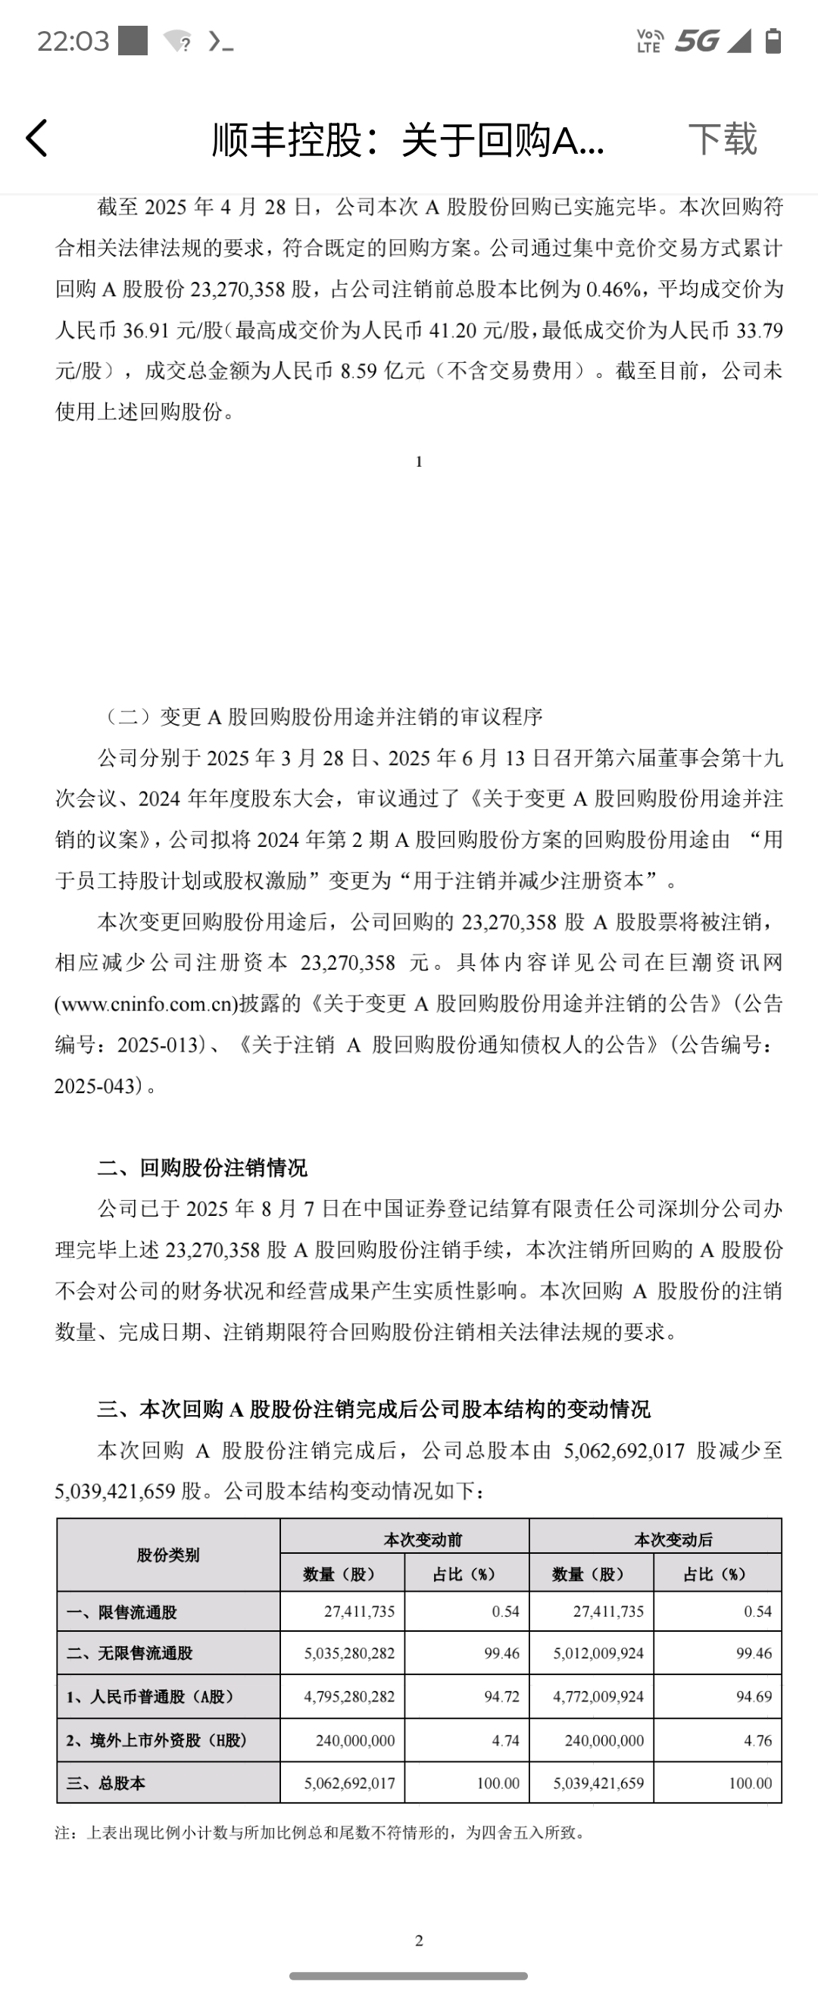 22:03
?
VoLTE 5G
顺丰控股：关于回购A... 下载
截至 2025 年 4 月 28 日，公司本次 A 股股份回购已实施完毕。本次回购符
合相关法律法规的要求，符合既定的回购方案。公司通过集中竞价交易方式累计
回购 A 股股份 23,270,358 股，占公司注销前总股本比例为 0.46%，平均成交价为
人民币 36.91 元/股（最高成交价为人民币 41.20 元/股，最低成交价为人民币 33.79
元/股），成交总金额为人民币 8.59 亿元（不含交易费用）。截至目前，公司未
使用上述回购股份。
1
（二）变更 A 股回购股份用途并注销的审议程序
公司分别于 2025 年 3 月 28 日、2025 年 6 月 13 日召开第六届董事会第十九
次会议、2024 年年度股东大会，审议通过了《关于变更 A 股回购股份用途并注
销的议案》，公司拟将 2024 年第 2 期 A 股回购股份方案的回购股份用途由 “用
于员工持股计划或股权激励”变更为“用于注销并减少注册资本”。
本次变更回购股份用途后，公司回购的 23,270,358 股 A 股股票将被注销，
相应减少公司注册资本 23,270,358 元。具体内容详见公司在巨潮资讯网
(www.cninfo.com.cn)披露的《关于变更 A 股回购股份用途并注销的公告》（公告
编号：2025-013）、《关于注销 A 股回购股份通知债权人的公告》（公告编号：
2025-043）。
二、回购股份注销情况
公司已于 2025 年 8 月 7 日在中国证券登记结算有限责任公司深圳分公司办
理完毕上述 23,270,358 股 A 股回购股份注销手续，本次注销所回购的 A 股股份
不会对公司的财务状况和经营成果产生实质性影响。本次回购 A 股股份的注销
数量、完成日期、注销期限符合回购股份注销相关法律法规的要求。
三、本次回购 A 股股份注销完成后公司股本结构的变动情况
本次回购 A 股股份注销完成后，公司总股本由 5,062,692,017 股减少至
5,039,421,659 股。公司股本结构变动情况如下：
股份类别 本次变动前 本次变动后
数量（股） 占比（%） 数量（股） 占比（%）
一、限售流通股 27,411,735 0.54 27,411,735 0.54
二、无限售流通股 5,035,280,282 99.46 5,012,009,924 99.46
1、人民币普通股（A股） 4,795,280,282 94.72 4,772,009,924 94.69
2、境外上市外资股（H股） 240,000,000 4.74 240,000,000 4.76
三、总股本 5,062,692,017 100.00 5,039,421,659 100.00
注：上表出现比例小计数与所加比例总和尾数不符情形的，为四舍五入所致。
2